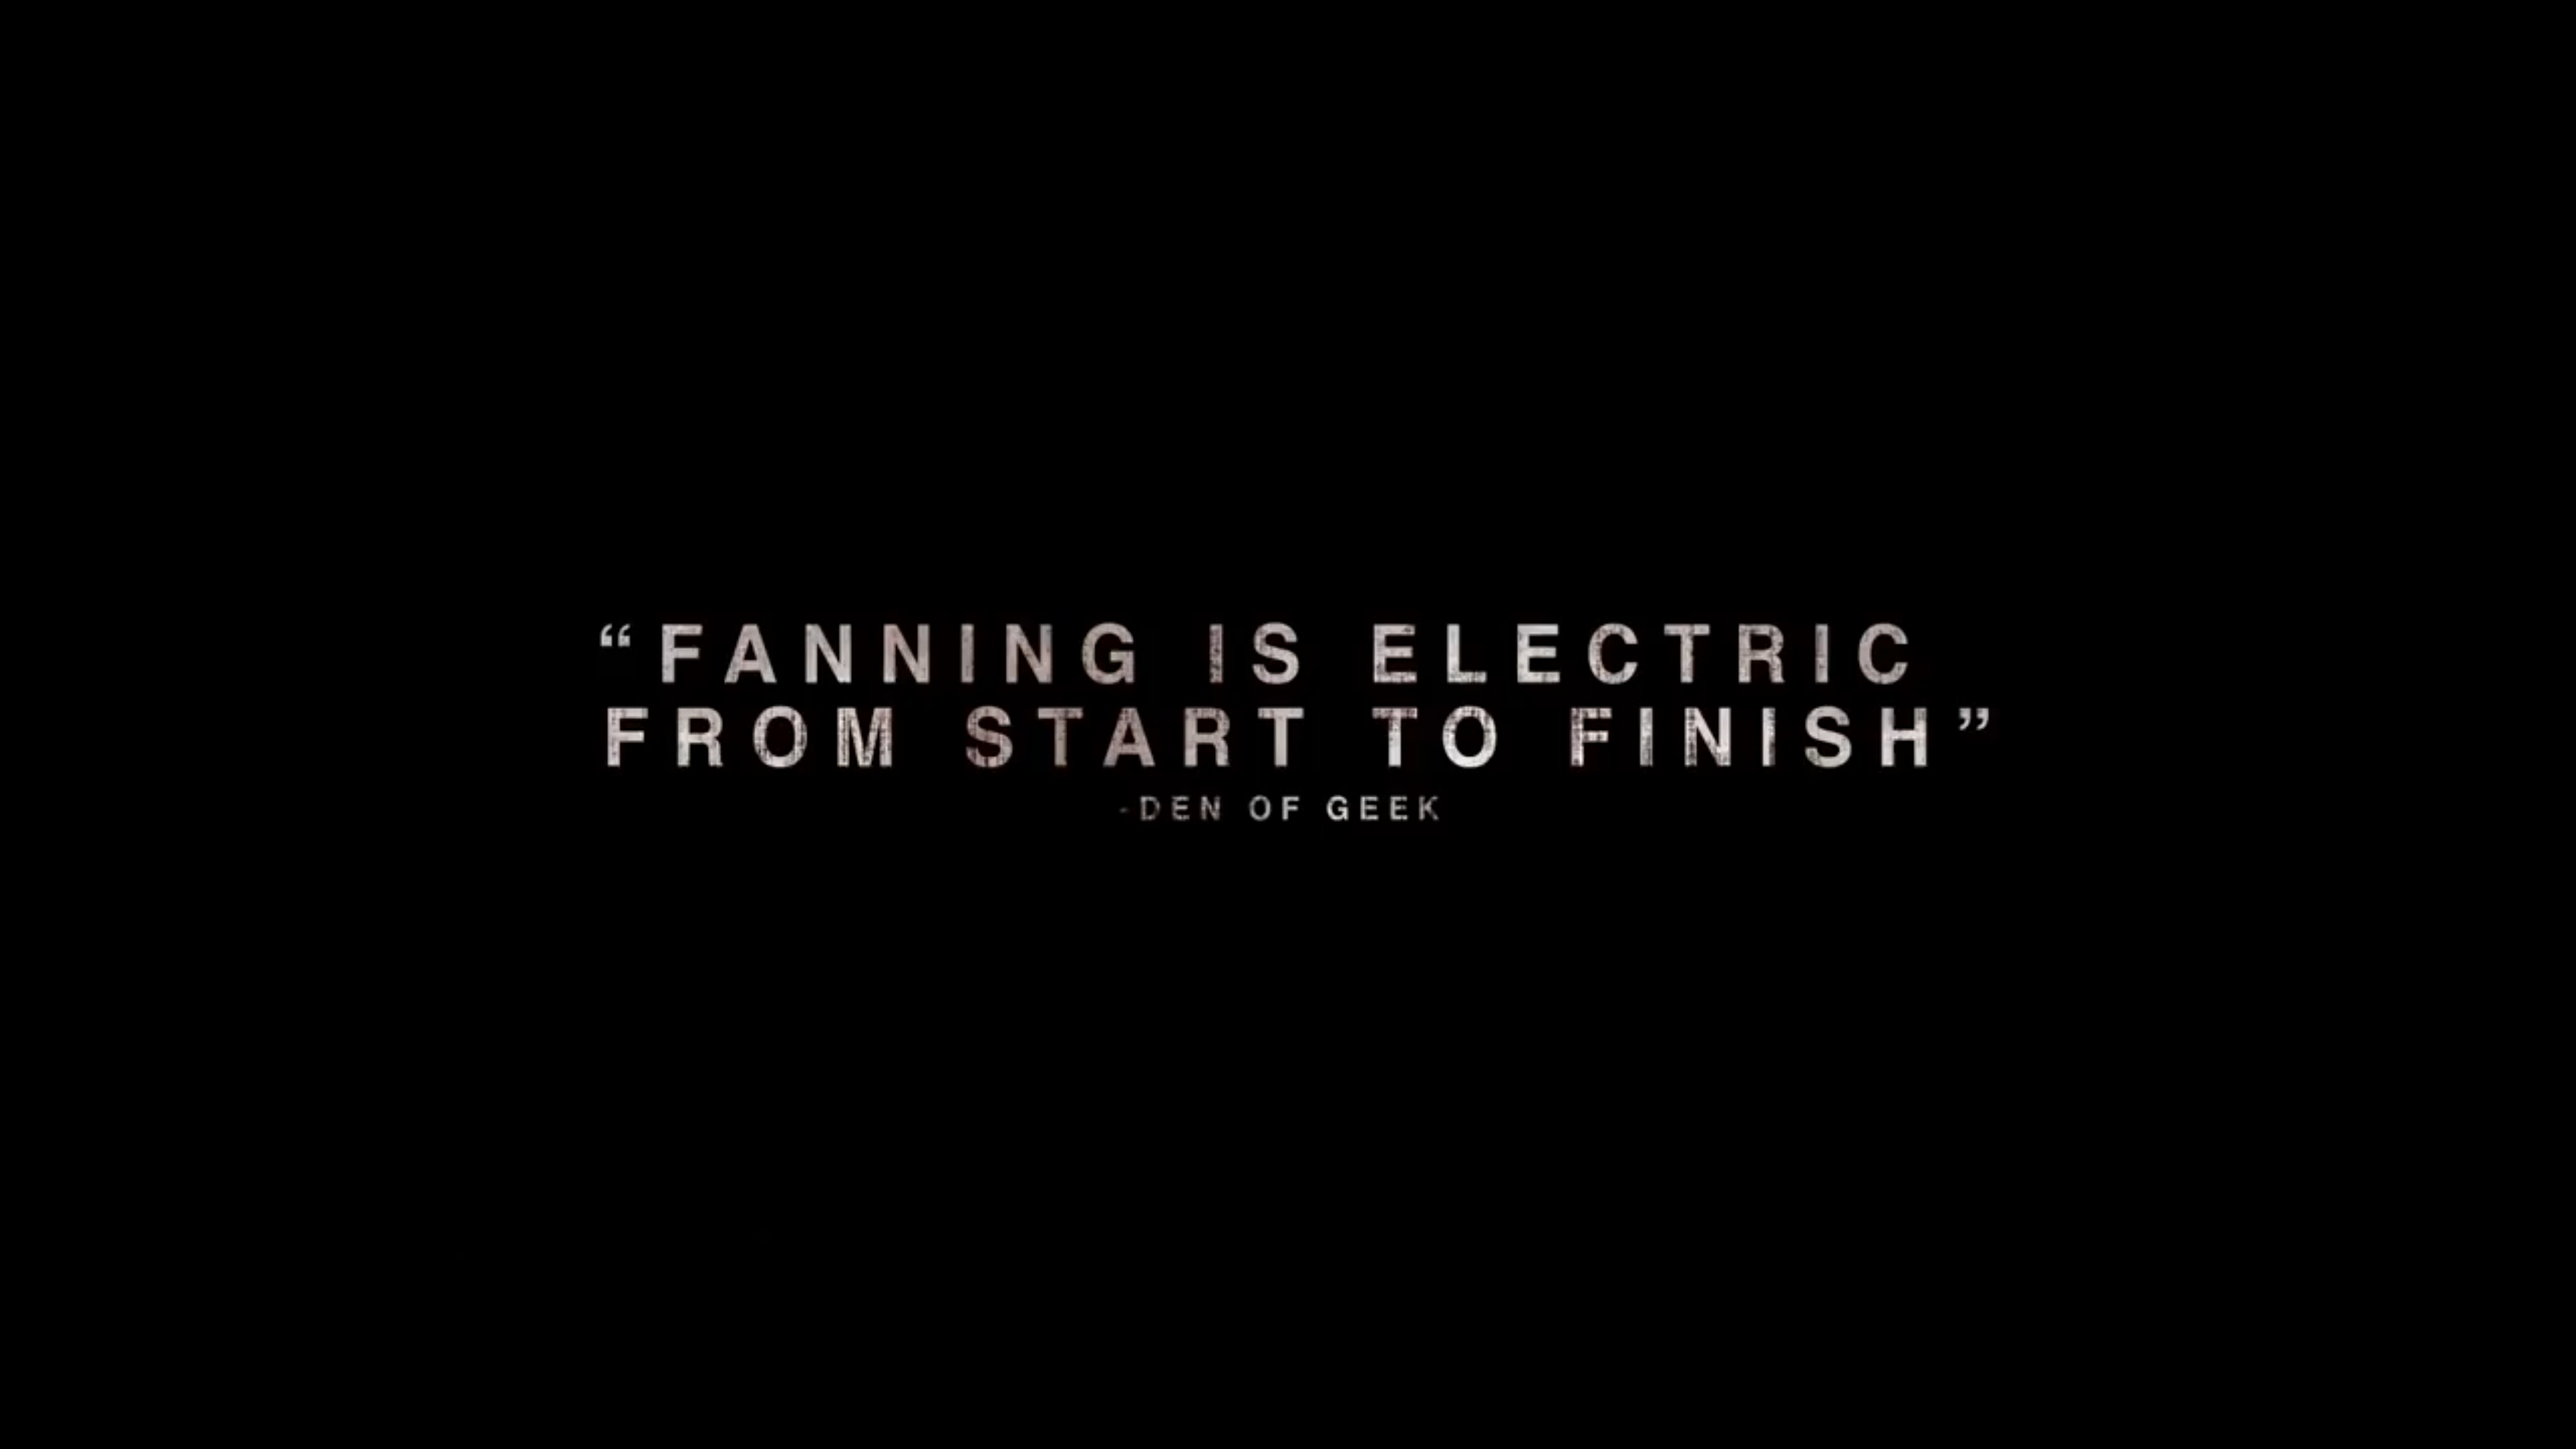 “FANNING IS ELECTRIC
FROM START TO FINISH”
-DEN OF GEEK